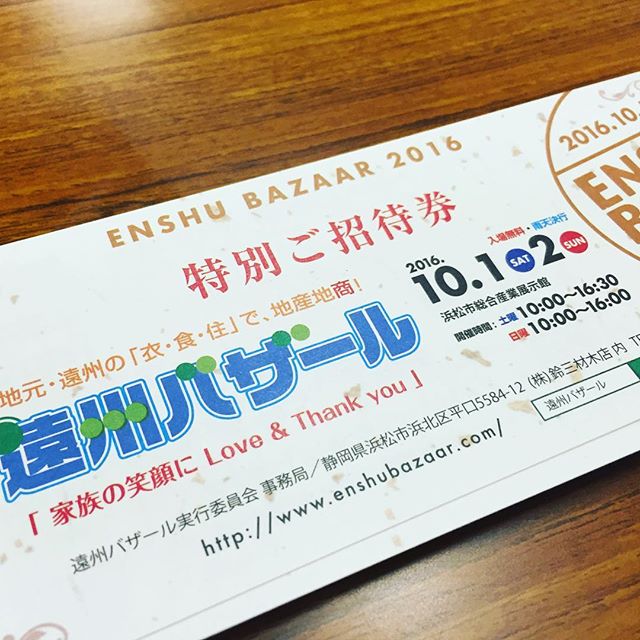 ENSHU BAZAAR 2016
特別ご招待券
地元・遠州の「衣・食・住」で、地産地商!
遠州バザール
「 家族の笑顔に Love & Thank you 」
2016.
入場無料・雨天決行
10.1 SAT 2 SUN
浜松市総合産業展示館
開催時間:土曜 10:00〜16:30
日曜 10:00〜16:00
遠州バザール実行委員会 事務局/静岡県浜松市浜北区平口5584-12 (株)鈴三材木店内
http://www.enshubazaar.com/
遠州バザール
2016.10.